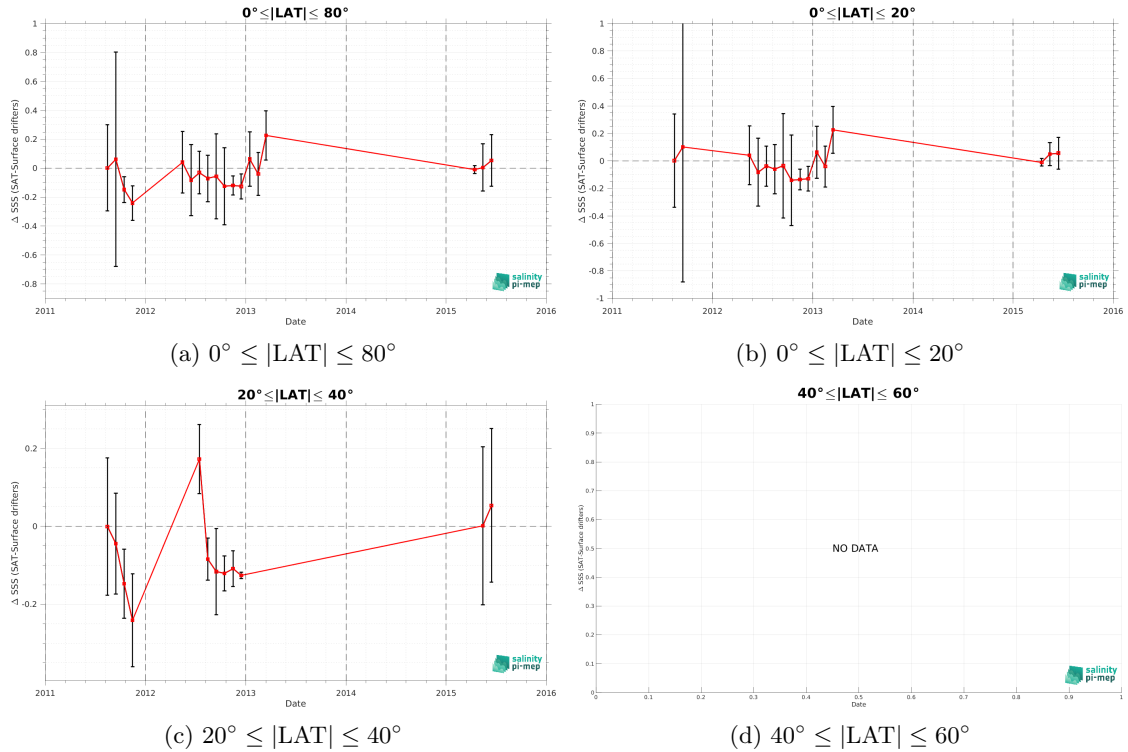 0°≤|LAT|≤ 80°
Δ SSS (SAT-Surface drifters)
1
0.8
0.6
0.4
0.2
0
-0.2
-0.4
-0.6
-0.8
2011 2012 2013 2014 2015 2016
Date
salinity
pi-mep
(a) 0° ≤ |LAT| ≤ 80°
0°≤|LAT|≤ 20°
Δ SSS (SAT-Surface drifters)
1
0.8
0.6
0.4
0.2
0
-0.2
-0.4
-0.6
-0.8
-1
2011 2012 2013 2014 2015 2016
Date
salinity
pi-mep
(b) 0° ≤ |LAT| ≤ 20°
20°≤|LAT|≤ 40°
Δ SSS (SAT-Surface drifters)
0.2
0
-0.2
2011 2012 2013 2014 2015 2016
Date
salinity
pi-mep
(c) 20° ≤ |LAT| ≤ 40°
40°≤|LAT|≤ 60°
Δ SSS (SAT-Surface drifters)
1
0.9
0.8
0.7
0.6
0.5
0.4
0.3
0.2
0.1
0
NO DATA
0 0.1 0.2 0.3 0.4 0.5 0.6 0.7 0.8 0.9 1
Date
salinity
pi-mep
(d) 40° ≤ |LAT| ≤ 60°